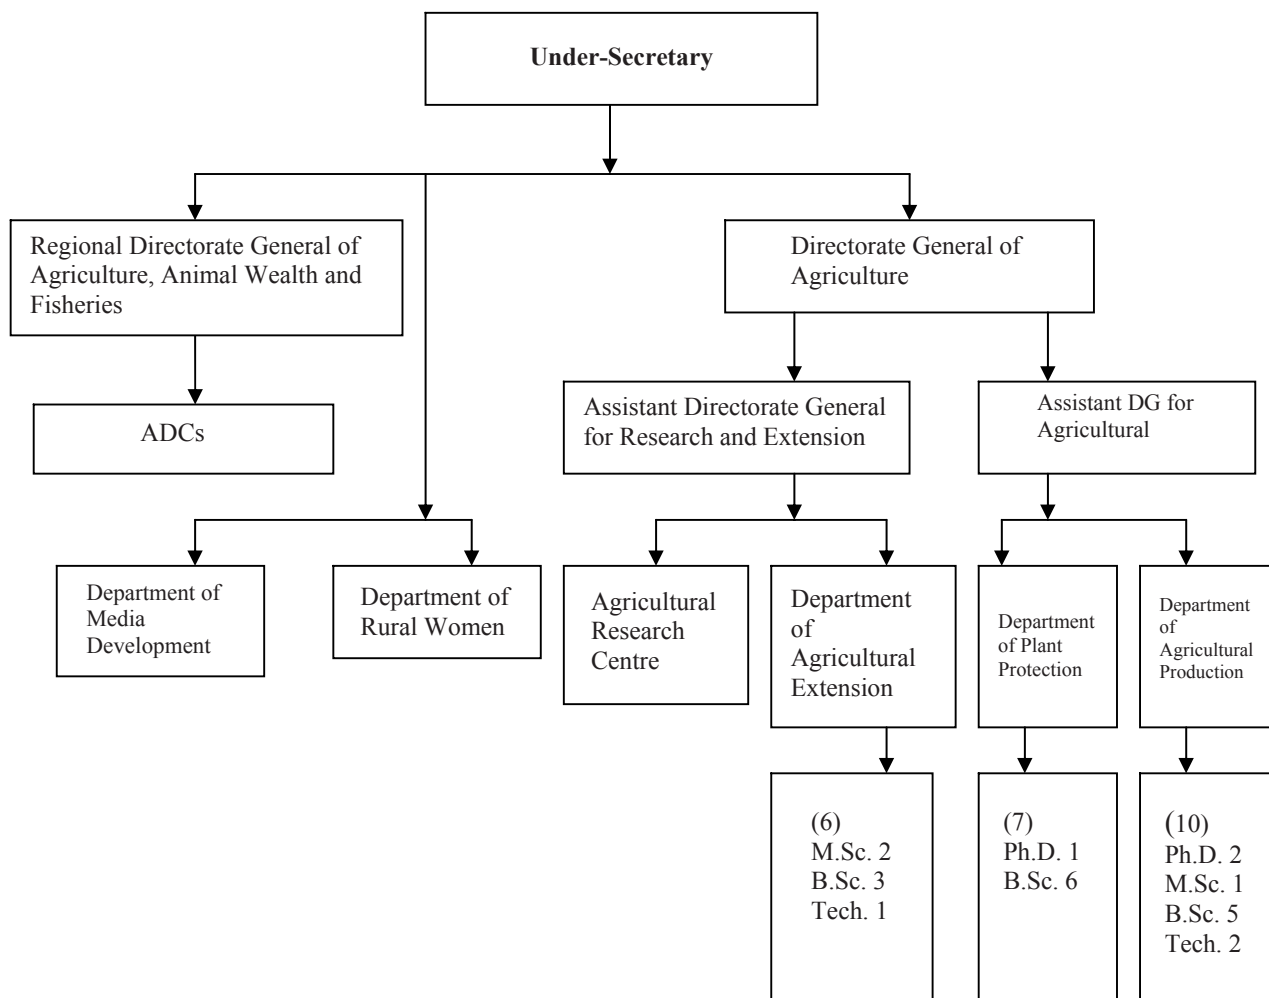 Under-Secretary
Regional Directorate General of
Agriculture, Animal Wealth and
Fisheries
Directorate General of
Agriculture
ADCs
Assistant Directorate General
for Research and Extension
Assistant DG for
Agricultural
Department of
Media
Development
Department of
Rural Women
Agricultural
Research
Centre
Department
of
Agricultural
Extension
Department
of Plant
Protection
Department
of
Agricultural
Production
(6)
M.Sc. 2
B.Sc. 3
Tech. 1
(7)
Ph.D. 1
B.Sc. 6
(10)
Ph.D. 2
M.Sc. 1
B.Sc. 5
Tech. 2